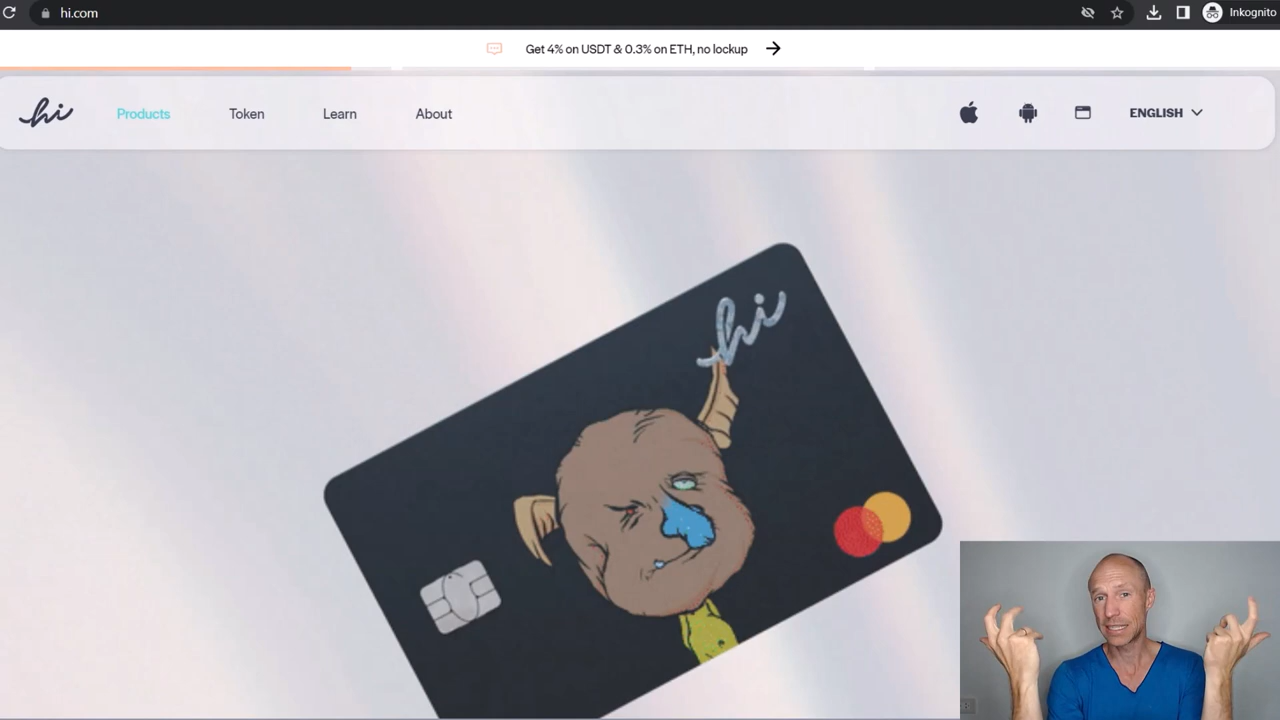 hi.com
Inkognito
Get 4% on USDT & 0.3% on ETH, no lockup
hi
Products
Token
Learn
About
ENGLISH
hi